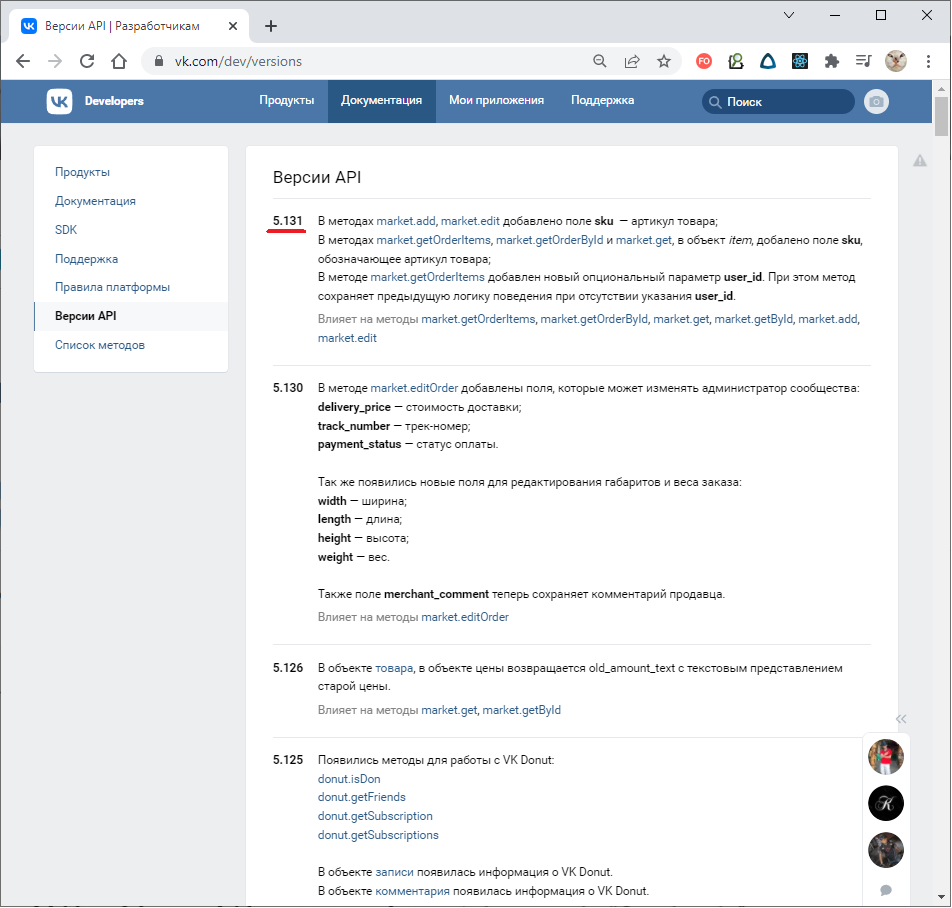 Версии API | Разработчикам
vk.com/dev/versions
FO
Developers
Продукты
Документация
Мои приложения
Поддержка
Поиск
Продукты
Документация
SDK
Поддержка
Правила платформы
Версии API
Список методов
Версии API
5.131 В методах market.add, market.edit добавлено поле sku — артикул товара;
В методах market.getOrderItems, market.getOrderById и market.get, в объект item, добалено поле sku,
обозначающее артикул товара;
В методе market.getOrderItems добавлен новый опциональный параметр user_id. При этом метод
сохраняет предыдущую логику поведения при отсутствии указания user_id.
Влияет на методы market.getOrderItems, market.getOrderById, market.get, market.getById, market.add,
market.edit
5.130 В методе market.editOrder добавлены поля, которые может изменять администратор сообщества:
delivery_price — стоимость доставки;
track_number — трек-номер;
payment_status — статус оплаты.
Так же появились новые поля для редактирования габаритов и веса заказа:
width — ширина;
length — длина;
height — высота;
weight — вес.
Также поле merchant_comment теперь сохраняет комментарий продавца.
Влияет на методы market.editOrder
5.126 В объекте товара, в объекте цены возвращается old_amount_text с текстовым представлением
старой цены.
Влияет на методы market.get, market.getById
5.125 Появились методы для работы с VK Donut:
donut.isDon
donut.getFriends
donut.getSubscription
donut.getSubscriptions
В объекте записи появилась информация о VK Donut.
В объекте комментария появилась информация о VK Donut.
K